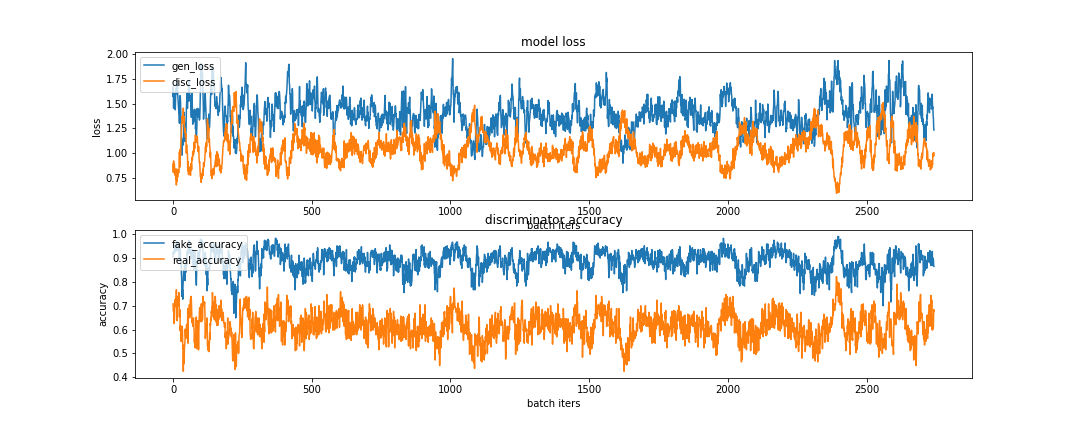 model loss
2.00
1.75
1.50
1.25
1.00
0.75
loss
gen_loss
disc_loss
0 500 1000 1500 2000 2500
batch iters
discriminator accuracy
1.0
0.9
0.8
0.7
0.6
0.5
0.4
accuracy
fake_accuracy
real_accuracy
0 500 1000 1500 2000 2500
batch iters